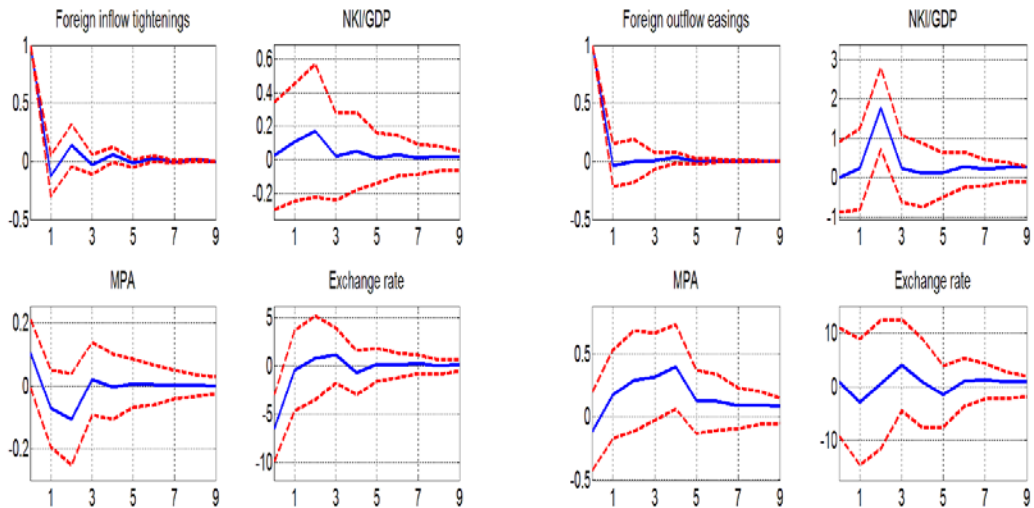 Foreign inflow tightenings
NKI/GDP
Foreign outflow easings
NKI/GDP
1
0.5
0
-0.5
1 3 5 7 9
0.6
0.4
0.2
0
-0.2
1 3 5 7 9
1
0.5
0
-0.5
1 3 5 7 9
3
2
1
0
-1
1 3 5 7 9
MPA
Exchange rate
MPA
Exchange rate
0.2
0
-0.2
1 3 5 7 9
5
0
-5
-10
1 3 5 7 9
0.5
0
-0.5
1 3 5 7 9
10
0
-10
1 3 5 7 9